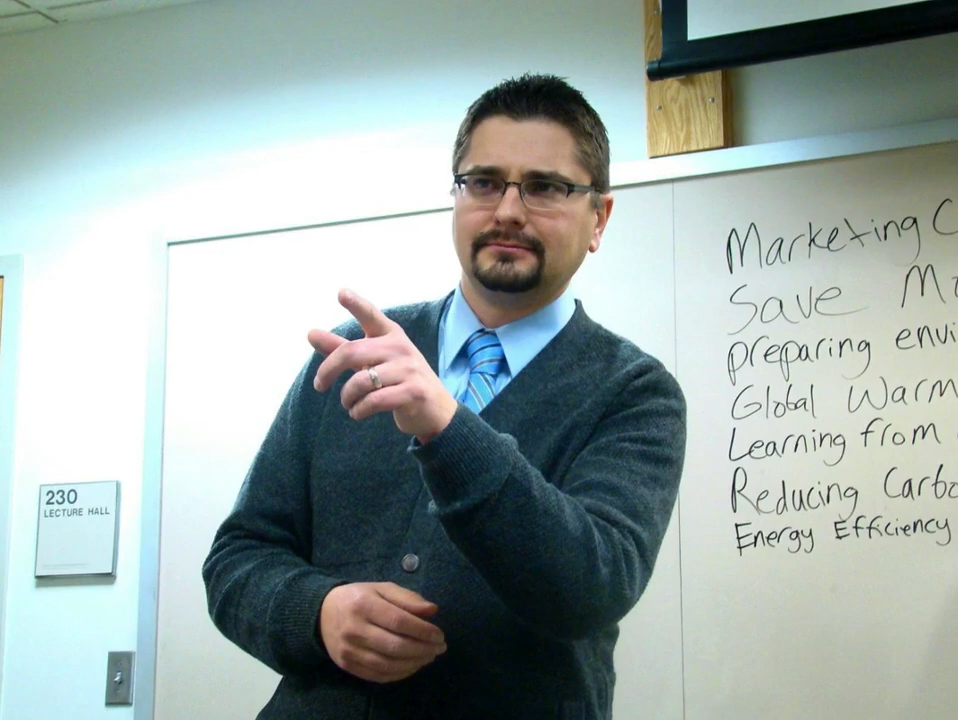 230
LECTURE HALL
Marketing
Save
preparing
Global
Learning from
Reducing
Energy Efficiency